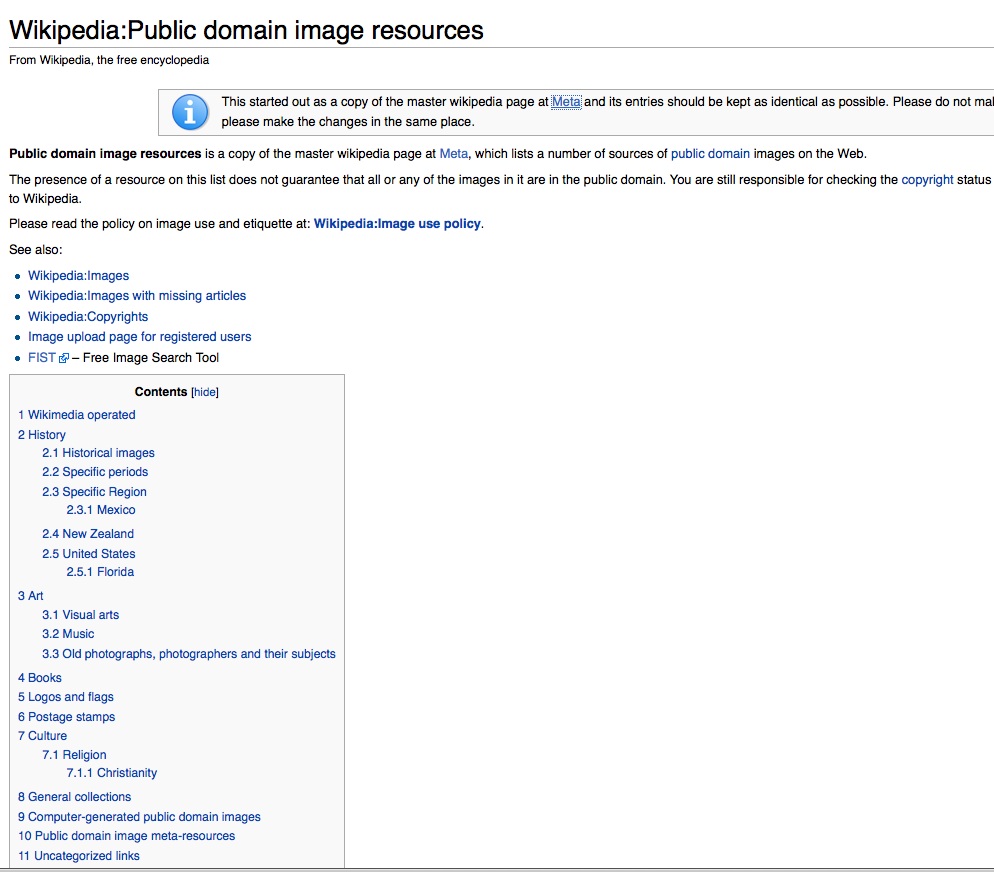 Wikipedia:Public domain image resources
From Wikipedia, the free encyclopedia
This started out as a copy of the master wikipedia page at Meta and its entries should be kept as identical as possible. Please do not
please make the changes in the same place.
Public domain image resources is a copy of the master wikipedia page at Meta, which lists a number of sources of public domain images on the Web.
The presence of a resource on this list does not guarantee that all or any of the images in it are in the public domain. You are still responsible for checking the copyright status
to Wikipedia.
Please read the policy on image use and etiquette at: Wikipedia:Image use policy.
See also:
Wikipedia:Images
Wikipedia:Images with missing articles
Wikipedia:Copyrights
Image upload page for registered users
FIST – Free Image Search Tool
Contents [hide]
1 Wikimedia operated
2 History
2.1 Historical images
2.2 Specific periods
2.3 Specific Region
2.3.1 Mexico
2.4 New Zealand
2.5 United States
2.5.1 Florida
3 Art
3.1 Visual arts
3.2 Music
3.3 Old photographs, photographers and their subjects
4 Books
5 Logos and flags
6 Postage stamps
7 Culture
7.1 Religion
7.1.1 Christianity
8 General collections
9 Computer-generated public domain images
10 Public domain image meta-resources
11 Uncategorized links